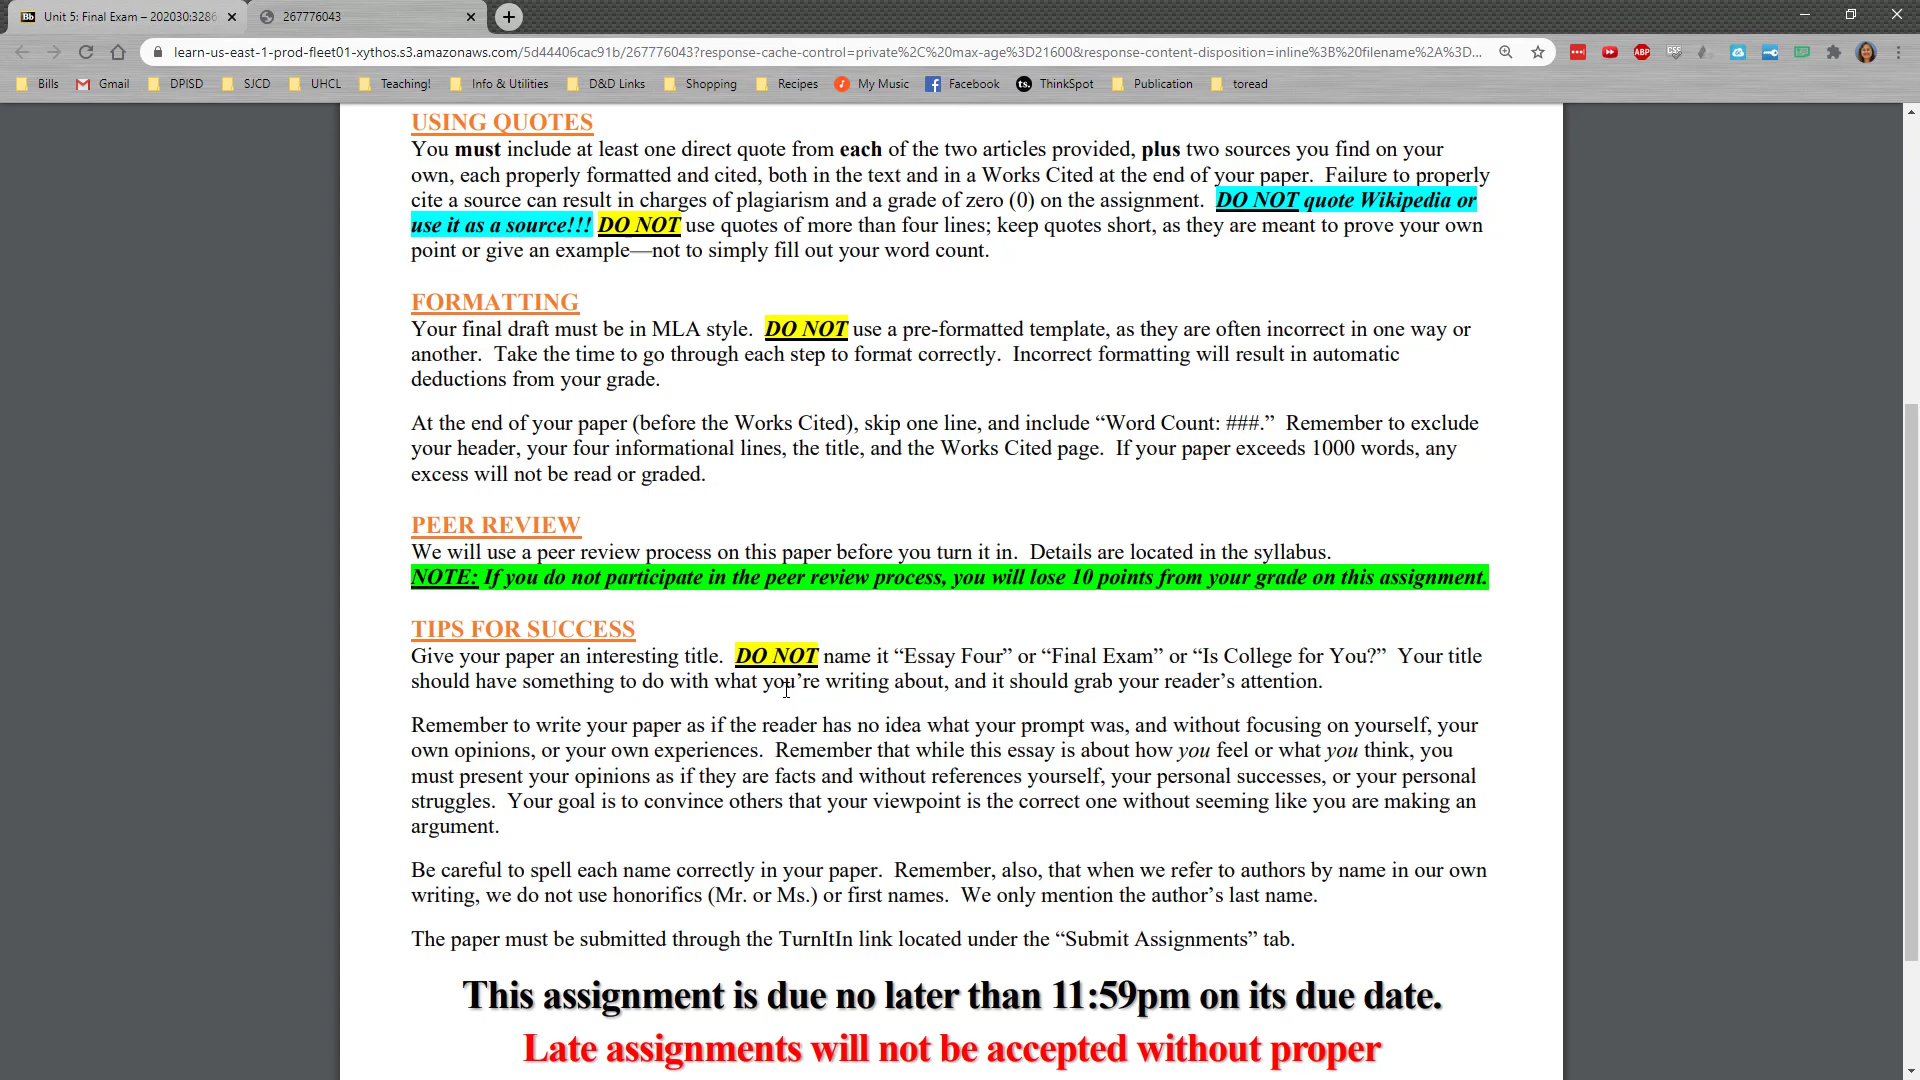 Unit 5: Final Exam – 202030:3286
267776043
learn-us-east-1-prod-fleet01-xythos.s3.amazonaws.com/5d44406cac91b/267776043?response-cache-control=private%2C%20max-age%3D21600&response-content-disposition=inline%3B%20filename%2A%3D...
Bills Gmail DPISD SJCD UHCL Teaching! Info & Utilities D&D Links Shopping Recipes My Music Facebook ThinkSpot Publication toread
USING QUOTES
You must include at least one direct quote from each of the two articles provided, plus two sources you find on your
own, each properly formatted and cited, both in the text and in a Works Cited at the end of your paper. Failure to properly
cite a source can result in charges of plagiarism and a grade of zero (0) on the assignment. DO NOT quote Wikipedia or
use it as a source!!! DO NOT use quotes of more than four lines; keep quotes short, as they are meant to prove your own
point or give an example—not to simply fill out your word count.
FORMATTING
Your final draft must be in MLA style. DO NOT use a pre-formatted template, as they are often incorrect in one way or
another. Take the time to go through each step to format correctly. Incorrect formatting will result in automatic
deductions from your grade.
At the end of your paper (before the Works Cited), skip one line, and include “Word Count: ###.” Remember to exclude
your header, your four informational lines, the title, and the Works Cited page. If your paper exceeds 1000 words, any
excess will not be read or graded.
PEER REVIEW
We will use a peer review process on this paper before you turn it in. Details are located in the syllabus.
NOTE: If you do not participate in the peer review process, you will lose 10 points from your grade on this assignment.
TIPS FOR SUCCESS
Give your paper an interesting title. DO NOT name it “Essay Four” or “Final Exam” or “Is College for You?” Your title
should have something to do with what you’re writing about, and it should grab your reader’s attention.
Remember to write your paper as if the reader has no idea what your prompt was, and without focusing on yourself, your
own opinions, or your own experiences. Remember that while this essay is about how you feel or what you think, you
must present your opinions as if they are facts and without references yourself, your personal successes, or your personal
struggles. Your goal is to convince others that your viewpoint is the correct one without seeming like you are making an
argument.
Be careful to spell each name correctly in your paper. Remember, also, that when we refer to authors by name in our own
writing, we do not use honorifics (Mr. or Ms.) or first names. We only mention the author’s last name.
The paper must be submitted through the TurnItIn link located under the “Submit Assignments” tab.
This assignment is due no later than 11:59pm on its due date.
Late assignments will not be accepted without proper